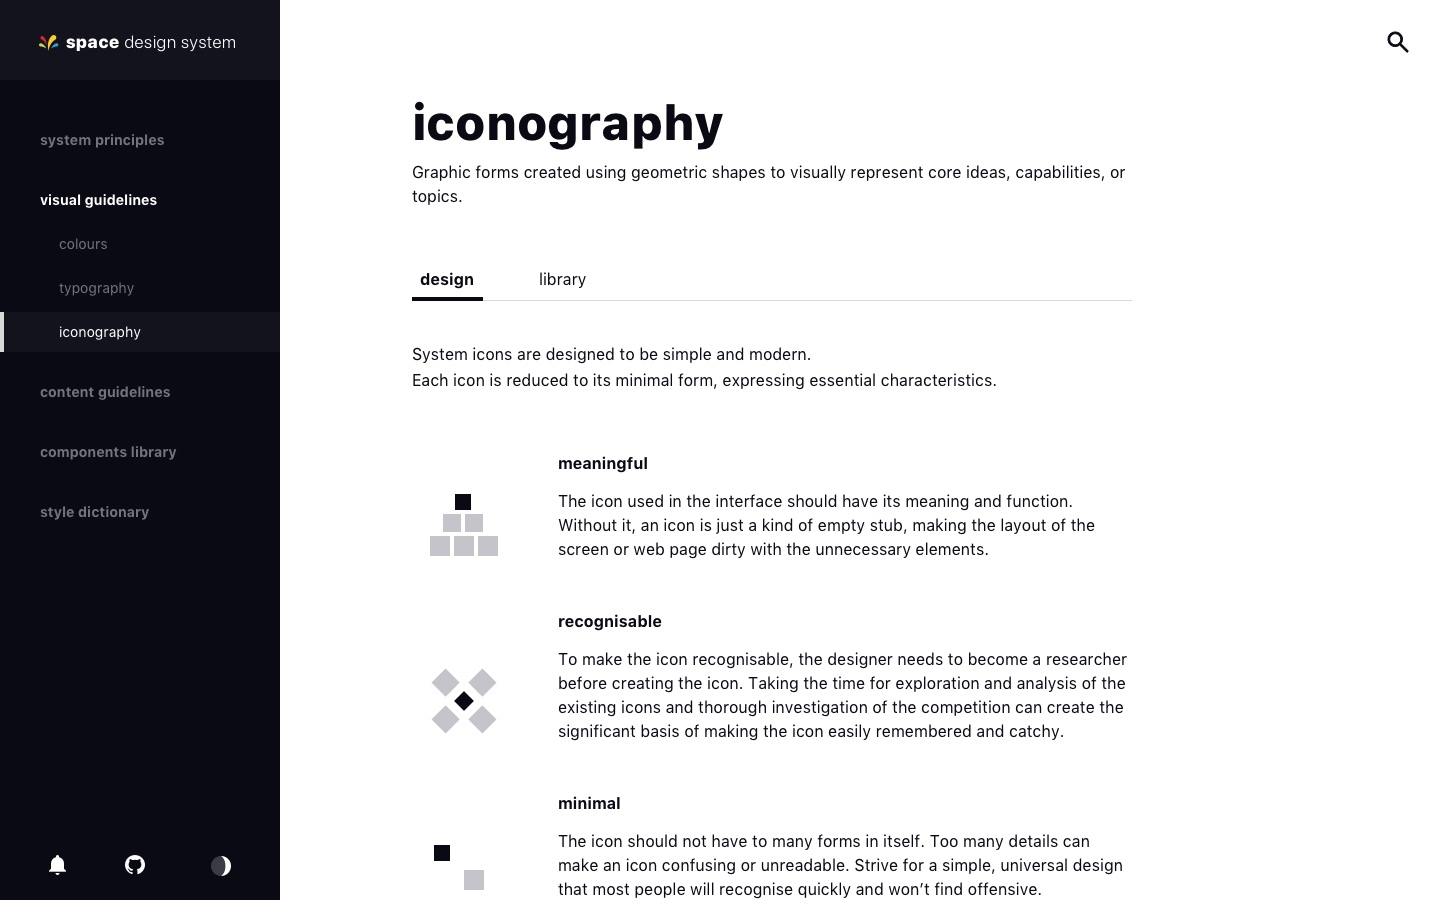 space design system
system principles
visual guidelines
colours
typography
iconography
content guidelines
components library
style dictionary
iconography
Graphic forms created using geometric shapes to visually represent core ideas, capabilities, or
topics.
design
library
System icons are designed to be simple and modern.
Each icon is reduced to its minimal form, expressing essential characteristics.
meaningful
The icon used in the interface should have its meaning and function.
Without it, an icon is just a kind of empty stub, making the layout of the
screen or web page dirty with the unnecessary elements.
recognisable
To make the icon recognisable, the designer needs to become a researcher
before creating the icon. Taking the time for exploration and analysis of the
existing icons and thorough investigation of the competition can create the
significant basis of making the icon easily remembered and catchy.
minimal
The icon should not have to many forms in itself. Too many details can
make an icon confusing or unreadable. Strive for a simple, universal design
that most people will recognise quickly and won’t find offensive.